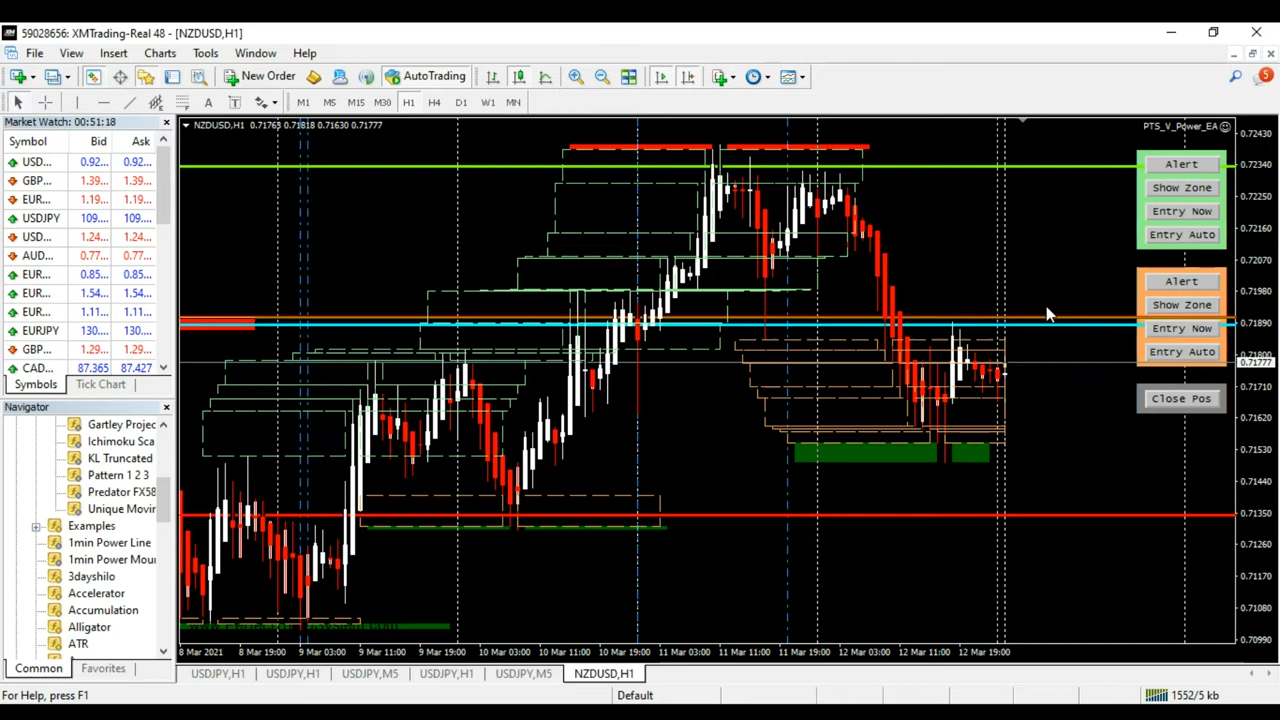 59028656: XMTrading-Real 48 - [NZDUSD,H1]
File View Insert Charts Tools Window Help
New Order AutoTrading 5
A T M1 M5 M15 M30 H1 H4 D1 W1 MN
Market Watch: 00:51:18
Symbol Bid Ask
USD... 0.92... 0.92...
GBP... 1.39... 1.39...
EUR... 1.19... 1.19...
USDJPY 109.... 109....
USD... 1.24... 1.24...
AUD... 0.77... 0.77...
EUR... 0.85... 0.85...
EUR... 1.54... 1.54...
EUR... 1.11... 1.11...
EURJPY 130.... 130....
GBP... 1.29... 1.29...
CAD... 87.365 87.427
Symbols Tick Chart
Navigator
Gartley Projec
Ichimoku Sca
KL Truncated
Pattern 1 2 3
Predator FX58
Unique Movir
Examples
1min Power Line
1min Power Mou
3dayshilo
Accelerator
Accumulation
Alligator
ATR
Common Favorites
NZDUSD,H1 0.71763 0.71818 0.71630 0.71777
PTS_V_Power_EA
Alert
Show Zone
Entry Now
Entry Auto
Alert
Show Zone
Entry Now
Entry Auto
Close Pos
0.72430
0.72340
0.72250
0.72160
0.72070
0.71980
0.71890
0.71800
0.71777
0.71710
0.71620
0.71530
0.71440
0.71350
0.71260
0.71170
0.71080
0.70990
8 Mar 2021 8 Mar 19:00 9 Mar 03:00 9 Mar 11:00 9 Mar 19:00 10 Mar 03:00 10 Mar 11:00 10 Mar 19:00 11 Mar 03:00 11 Mar 11:00 11 Mar 19:00 12 Mar 03:00 12 Mar 11:00 12 Mar 19:00
USDJPY,H1 USDJPY,H1 USDJPY,M5 USDJPY,H1 USDJPY,M5 NZDUSD,H1
For Help, press F1 Default 1552/5 kb